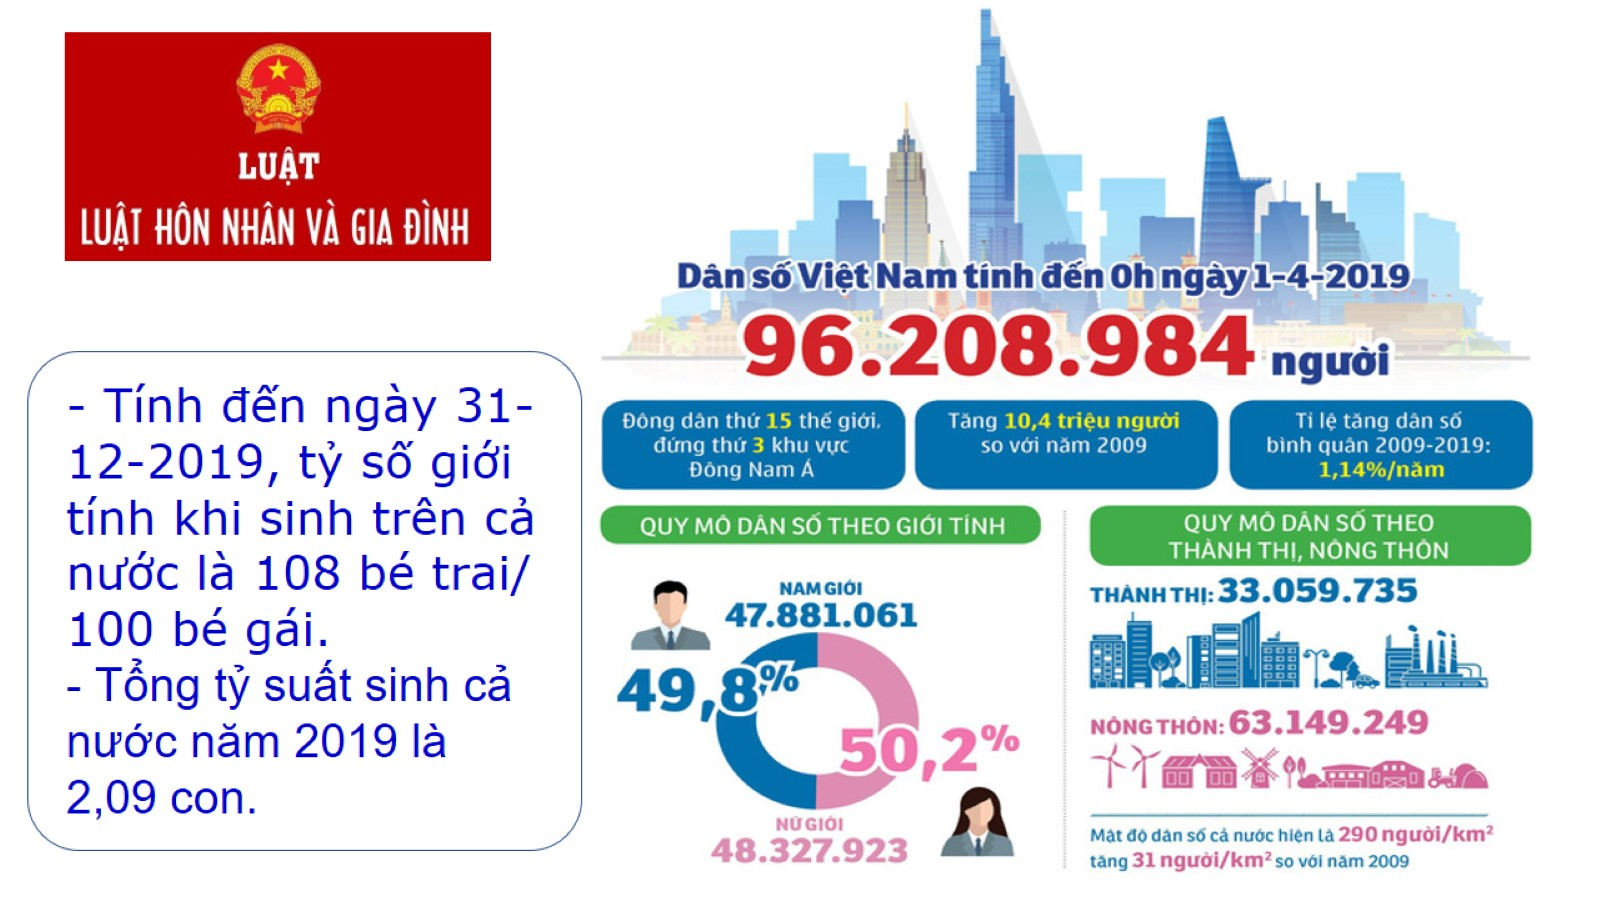 LUẬT
LUẬT HÔN NHÂN VÀ GIA ĐÌNH
- Tính đến ngày 31-
12-2019, tỷ số giới
tính khi sinh trên cả
nước là 108 bé trai/
100 bé gái.
- Tổng tỷ suất sinh cả
nước năm 2019 là
2,09 con.
Dân số Việt Nam tính đến 0h ngày 1-4-2019
96.208.984 người
Đông dân thứ 15 thế giới,
đứng thứ 3 khu vực
Đông Nam Á
Tăng 10,4 triệu người
so với năm 2009
Tỉ lệ tăng dân số
bình quân 2009-2019:
1,14%/năm
QUY MÔ DÂN SỐ THEO GIỚI TÍNH
NAM GIỚI
47.881.061
49,8%
50,2%
NỮ GIỚI
48.327.923
QUY MÔ DÂN SỐ THEO
THÀNH THỊ, NÔNG THÔN
THÀNH THỊ: 33.059.735
NÔNG THÔN: 63.149.249
Mật độ dân số cả nước hiện là 290 người/km²
tăng 31 người/km² so với năm 2009